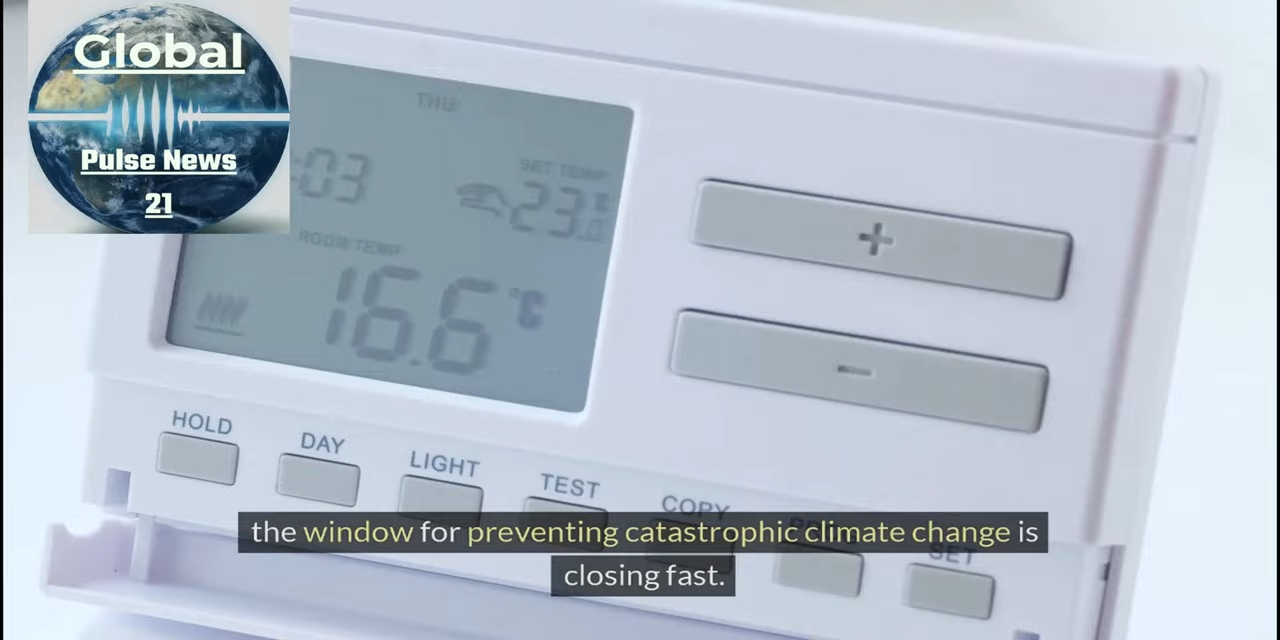 Global
Pulse News
21
THU
-03
SET TEMP
23.0
ROOM TEMP
16.6 °C
+
-
HOLD
DAY
LIGHT
TEST
COPY
SET
the window for preventing catastrophic climate change is
closing fast.